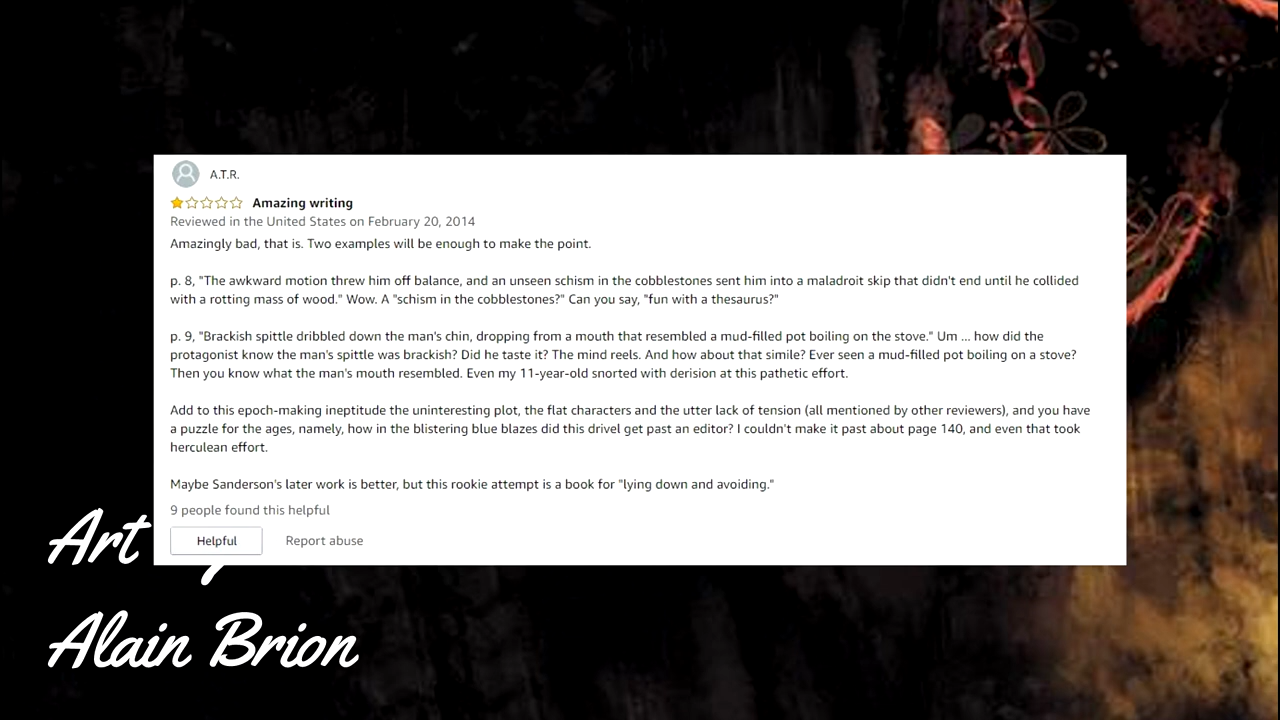 A.T.R.
Amazing writing
Reviewed in the United States on February 20, 2014
Amazingly bad, that is. Two examples will be enough to make the point.
p. 8, "The awkward motion threw him off balance, and an unseen schism in the cobblestones sent him into a maladroit skip that didn't end until he collided
with a rotting mass of wood." Wow. A "schism in the cobblestones?" Can you say, "fun with a thesaurus?"
p. 9, "Brackish spittle dribbled down the man's chin, dropping from a mouth that resembled a mud-filled pot boiling on the stove." Um ... how did the
protagonist know the man's spittle was brackish? Did he taste it? The mind reels. And how about that simile? Ever seen a mud-filled pot boiling on a stove?
Then you know what the man's mouth resembled. Even my 11-year-old snorted with derision at this pathetic effort.
Add to this epoch-making ineptitude the uninteresting plot, the flat characters and the utter lack of tension (all mentioned by other reviewers), and you have
a puzzle for the ages, namely, how in the blistering blue blazes did this drivel get past an editor? I couldn't make it past about page 140, and even that took
herculean effort.
Maybe Sanderson's later work is better, but this rookie attempt is a book for "lying down and avoiding."
9 people found this helpful
Helpful Report abuse
Art
Alain Brion